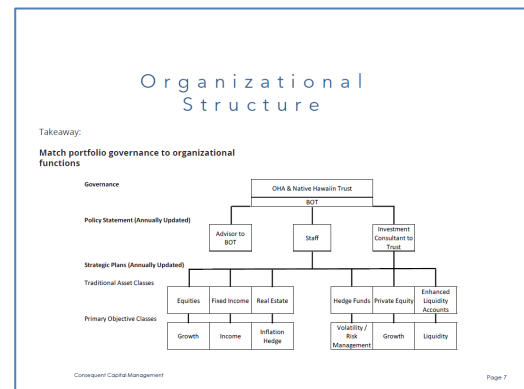 Organizational
Structure
Takeaway:
Match portfolio governance to organizational
functions
Governance
OHA & Native Hawaiin Trust
BOT
Policy Statement (Annually Updated)
Advisor to
BOT
Staff
Investment
Consultant to
Trust
Strategic Plans (Annually Updated)
Traditional Asset Classes
Equities
Fixed Income
Real Estate
Hedge Funds
Private Equity
Enhanced
Liquidity
Accounts
Primary Objective Classes
Growth
Income
Inflation
Hedge
Volatility /
Risk
Management
Growth
Liquidity
Consequent Capital Management
Page 7